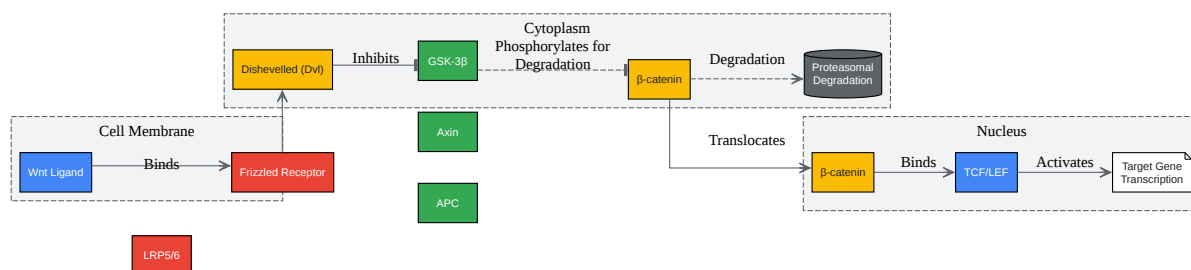 Cytoplasm
Phosphorylates for
Degradation
Dishevelled (Dvl)
Inhibits
GSK-3β
β-catenin
Degradation
Proteasomal
Degradation
Cell Membrane
Wnt Ligand
Binds
Frizzled Receptor
Axin
APC
LRP5/6
Translocates
Nucleus
β-catenin
Binds
TCF/LEF
Activates
Target Gene
Transcription